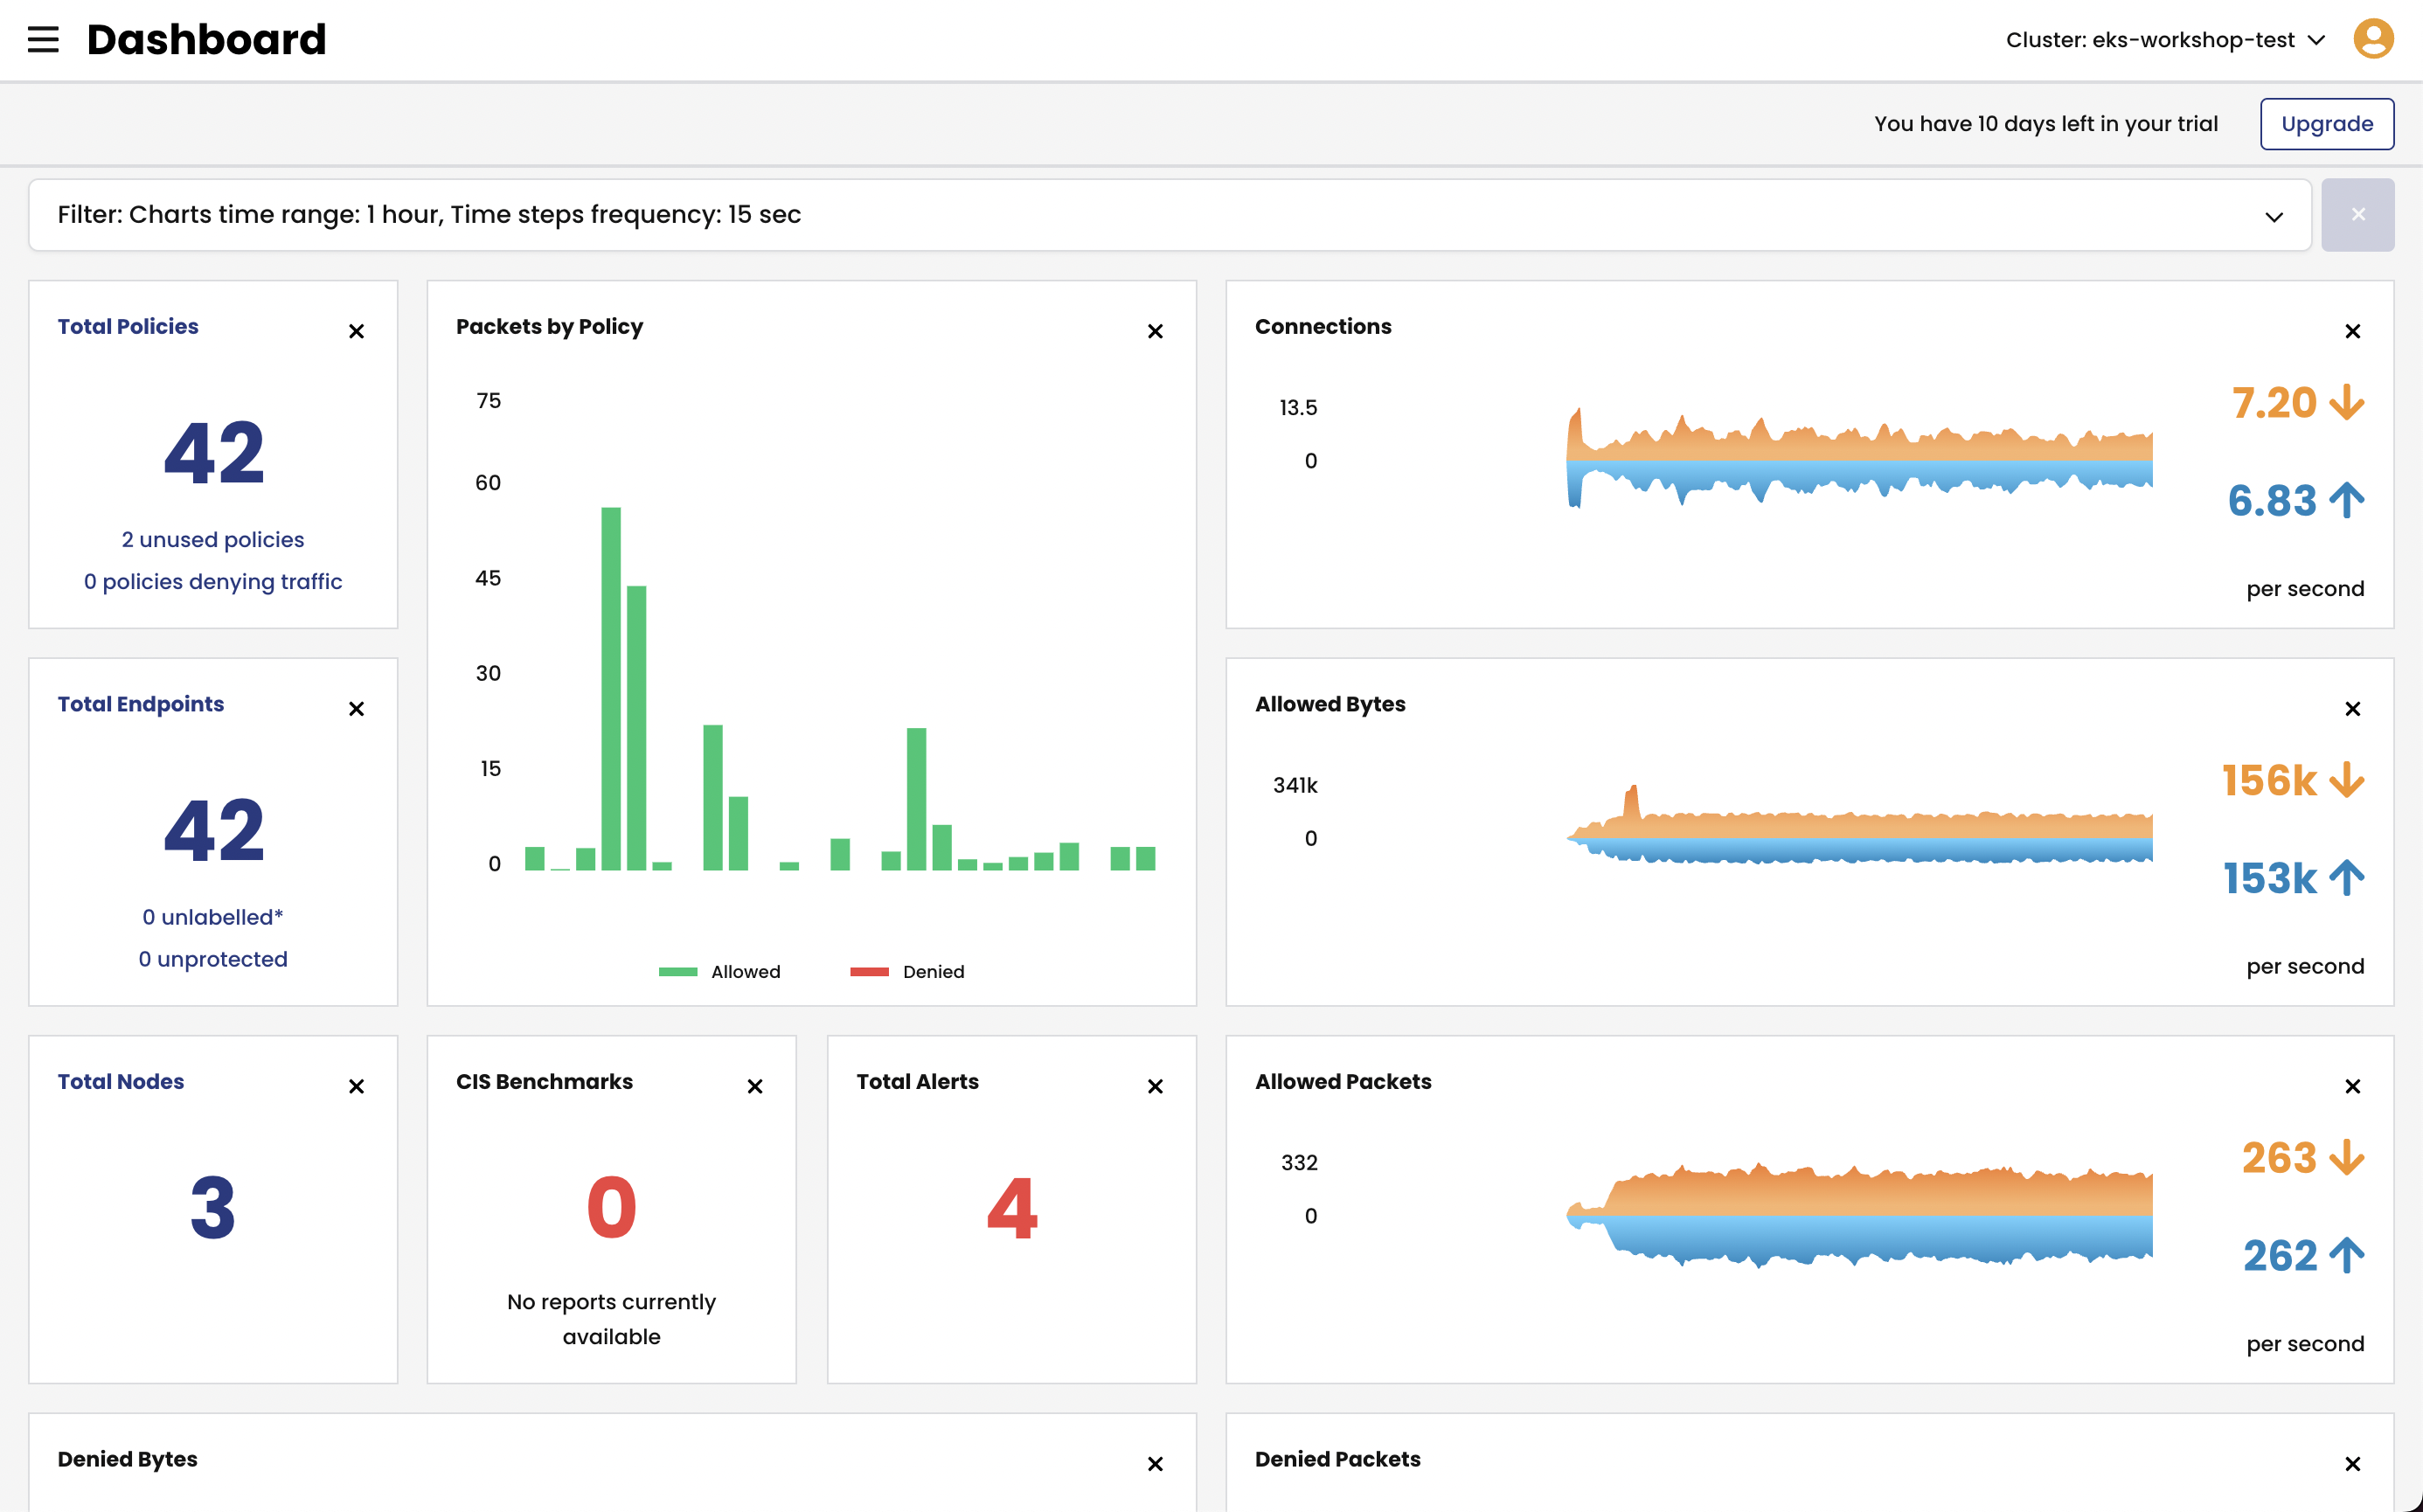 Dashboard
Cluster: eks-workshop-test
You have 10 days left in your trial
Upgrade
Filter: Charts time range: 1 hour, Time steps frequency: 15 sec
Total Policies
42
2 unused policies
0 policies denying traffic
Packets by Policy
75
60
45
30
15
0
Allowed
Denied
Connections
13.5
0
7.20
6.83
per second
Total Endpoints
42
0 unlabelled*
0 unprotected
Allowed Bytes
341k
0
156k
153k
per second
Total Nodes
3
CIS Benchmarks
0
No reports currently
available
Total Alerts
4
Allowed Packets
332
0
263
262
per second
Denied Bytes
Denied Packets